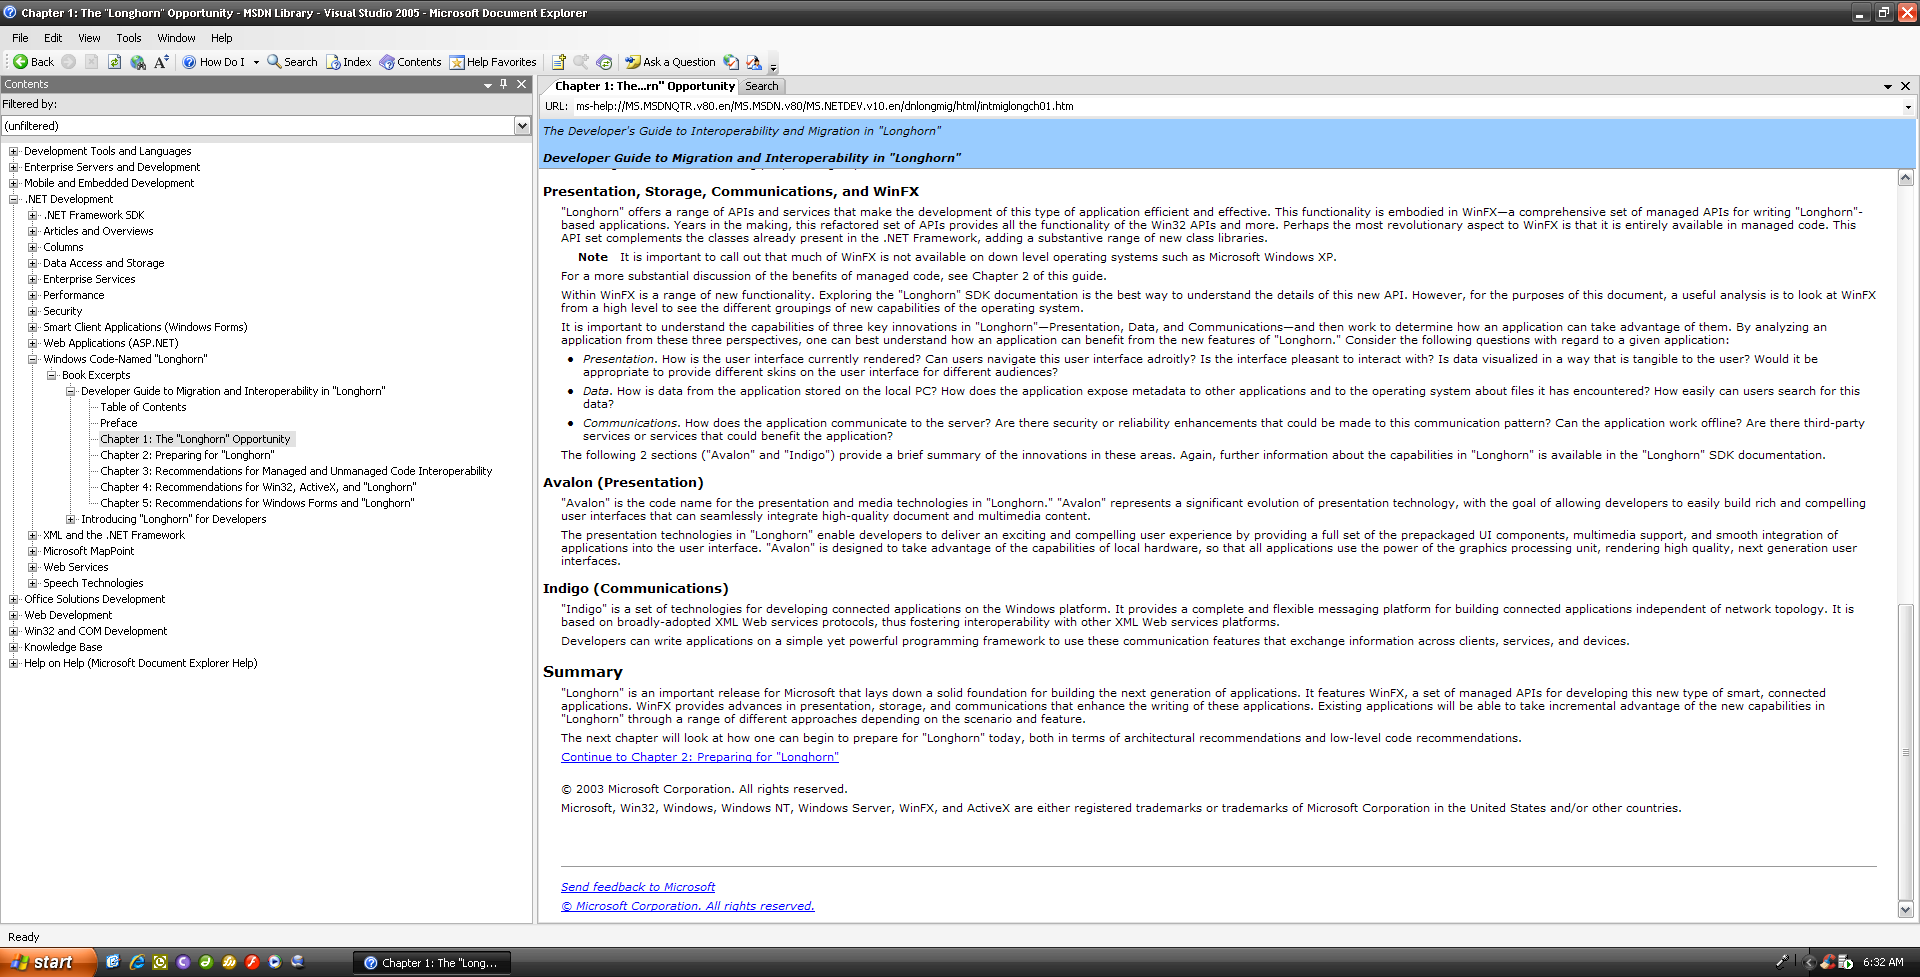 Chapter 1: The "Longhorn" Opportunity - MSDN Library - Visual Studio 2005 - Microsoft Document Explorer
File Edit View Tools Window Help
Back How Do I Search Index Contents Help Favorites Ask a Question
Contents
Filtered by:
(unfiltered)
Development Tools and Languages
Enterprise Servers and Development
Mobile and Embedded Development
.NET Development
.NET Framework SDK
Articles and Overviews
Columns
Data Access and Storage
Enterprise Services
Performance
Security
Smart Client Applications (Windows Forms)
Web Applications (ASP.NET)
Windows Code-Named "Longhorn"
Book Excerpts
Developer Guide to Migration and Interoperability in "Longhorn"
Table of Contents
Preface
Chapter 1: The "Longhorn" Opportunity
Chapter 2: Preparing for "Longhorn"
Chapter 3: Recommendations for Managed and Unmanaged Code Interoperability
Chapter 4: Recommendations for Win32, ActiveX, and "Longhorn"
Chapter 5: Recommendations for Windows Forms and "Longhorn"
Introducing "Longhorn" for Developers
XML and the .NET Framework
Microsoft MapPoint
Web Services
Speech Technologies
Office Solutions Development
Web Development
Win32 and COM Development
Knowledge Base
Help on Help (Microsoft Document Explorer Help)
Chapter 1: The...rn" Opportunity Search
URL: ms-help://MS.MSDNQTR.v80.en/MS.MSDN.v80/MS.NETDEV.v10.en/dnlongmig/html/intmiglongch01.htm
The Developer's Guide to Interoperability and Migration in "Longhorn"
Developer Guide to Migration and Interoperability in "Longhorn"
Presentation, Storage, Communications, and WinFX
"Longhorn" offers a range of APIs and services that make the development of this type of application efficient and effective. This functionality is embodied in WinFX—a comprehensive set of managed APIs for writing "Longhorn"-
based applications. Years in the making, this refactored set of APIs provides all the functionality of the Win32 APIs and more. Perhaps the most revolutionary aspect to WinFX is that it is entirely available in managed code. This
API set complements the classes already present in the .NET Framework, adding a substantive range of new class libraries.
Note It is important to call out that much of WinFX is not available on down level operating systems such as Microsoft Windows XP.
For a more substantial discussion of the benefits of managed code, see Chapter 2 of this guide.
Within WinFX is a range of new functionality. Exploring the "Longhorn" SDK documentation is the best way to understand the details of this new API. However, for the purposes of this document, a useful analysis is to look at WinFX
from a high level to see the different groupings of new capabilities of the operating system.
It is important to understand the capabilities of three key innovations in "Longhorn"—Presentation, Data, and Communications—and then work to determine how an application can take advantage of them. By analyzing an
application from these three perspectives, one can best understand how an application can benefit from the new features of "Longhorn." Consider the following questions with regard to a given application:
• Presentation. How is the user interface currently rendered? Can users navigate this user interface adroitly? Is the interface pleasant to interact with? Is data visualized in a way that is tangible to the user? Would it be
appropriate to provide different skins on the user interface for different audiences?
• Data. How is data from the application stored on the local PC? How does the application expose metadata to other applications and to the operating system about files it has encountered? How easily can users search for this
data?
• Communications. How does the application communicate to the server? Are there security or reliability enhancements that could be made to this communication pattern? Can the application work offline? Are there third-party
services or services that could benefit the application?
The following 2 sections ("Avalon" and "Indigo") provide a brief summary of the innovations in these areas. Again, further information about the capabilities in "Longhorn" is available in the "Longhorn" SDK documentation.
Avalon (Presentation)
"Avalon" is the code name for the presentation and media technologies in "Longhorn." "Avalon" represents a significant evolution of presentation technology, with the goal of allowing developers to easily build rich and compelling
user interfaces that can seamlessly integrate high-quality document and multimedia content.
The presentation technologies in "Longhorn" enable developers to deliver an exciting and compelling user experience by providing a full set of the prepackaged UI components, multimedia support, and smooth integration of
applications into the user interface. "Avalon" is designed to take advantage of the capabilities of local hardware, so that all applications use the power of the graphics processing unit, rendering high quality, next generation user
interfaces.
Indigo (Communications)
"Indigo" is a set of technologies for developing connected applications on the Windows platform. It provides a complete and flexible messaging platform for building connected applications independent of network topology. It is
based on broadly-adopted XML Web services protocols, thus fostering interoperability with other XML Web services platforms.
Developers can write applications on a simple yet powerful programming framework to use these communication features that exchange information across clients, services, and devices.
Summary
"Longhorn" is an important release for Microsoft that lays down a solid foundation for building the next generation of applications. It features WinFX, a set of managed APIs for developing this new type of smart, connected
applications. WinFX provides advances in presentation, storage, and communications that enhance the writing of these applications. Existing applications will be able to take incremental advantage of the new capabilities in
"Longhorn" through a range of different approaches depending on the scenario and feature.
The next chapter will look at how one can begin to prepare for "Longhorn" today, both in terms of architectural recommendations and low-level code recommendations.
Continue to Chapter 2: Preparing for "Longhorn"
© 2003 Microsoft Corporation. All rights reserved.
Microsoft, Win32, Windows, Windows NT, Windows Server, WinFX, and ActiveX are either registered trademarks or trademarks of Microsoft Corporation in the United States and/or other countries.
Send feedback to Microsoft
© Microsoft Corporation. All rights reserved.
Ready
start Chapter 1: The "Long... 6:32 AM